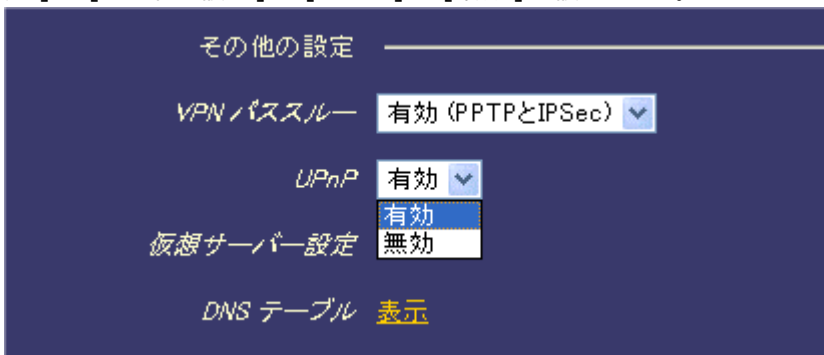 その他の設定
VPN パススルー 有効 (PPTPとIPSec)
UPnP 有効
有効
仮想サーバー設定 無効
DNS テーブル 表示